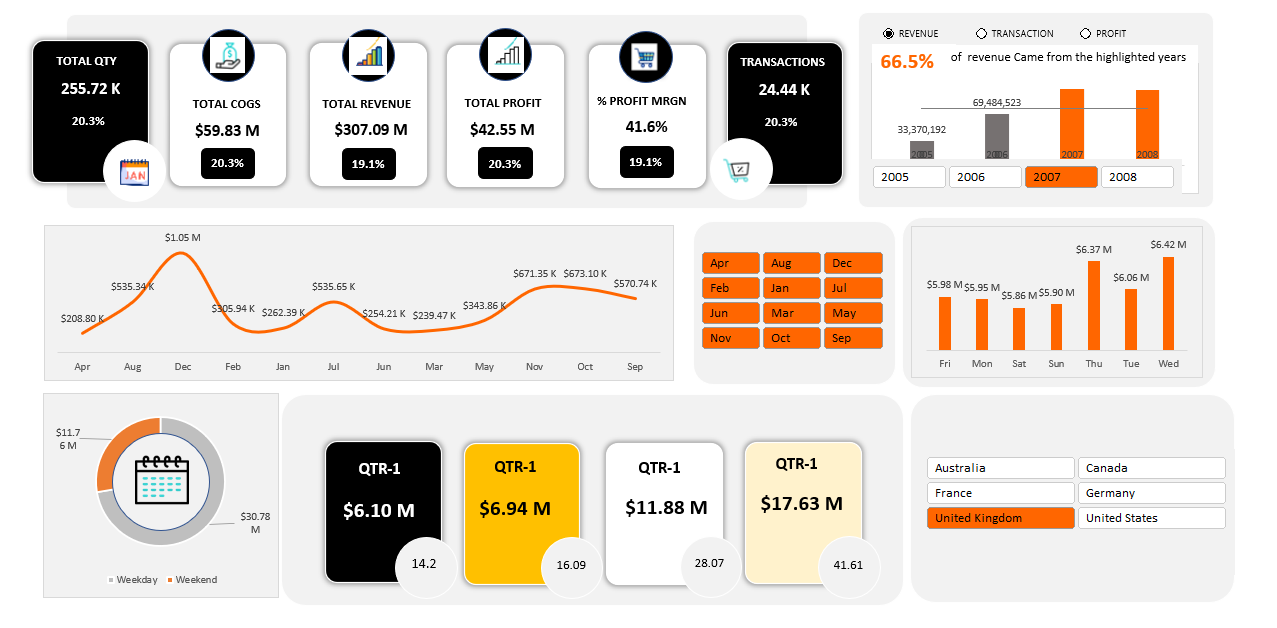 TOTAL QTY
255.72 K
20.3%
JAN
TOTAL COGS
$59.83 M
20.3%
TOTAL REVENUE
$307.09 M
19.1%
TOTAL PROFIT
$42.55 M
20.3%
% PROFIT MRGN
41.6%
19.1%
TRANSACTIONS
24.44 K
20.3%
REVENUE TRANSACTION PROFIT
66.5% of revenue Came from the highlighted years
33,370,192
69,484,523
2005 2006 2007 2008
2005 2006 2007 2008
$208.80 K
$535.34 K
$1.05 M
$305.94 K
$262.39 K
$535.65 K
$254.21 K
$239.47 K
$343.86 K
$671.35 K
$673.10 K
$570.74 K
Apr Aug Dec Feb Jan Jul Jun Mar May Nov Oct Sep
Apr Aug Dec
Feb Jan Jul
Jun Mar May
Nov Oct Sep
$5.98 M
$5.95 M
$5.86 M
$5.90 M
$6.37 M
$6.06 M
$6.42 M
Fri Mon Sat Sun Thu Tue Wed
$11.7
6 M
$30.78
M
Weekday Weekend
QTR-1
$6.10 M
14.2
QTR-1
$6.94 M
16.09
QTR-1
$11.88 M
28.07
QTR-1
$17.63 M
41.61
Australia Canada
France Germany
United Kingdom United States